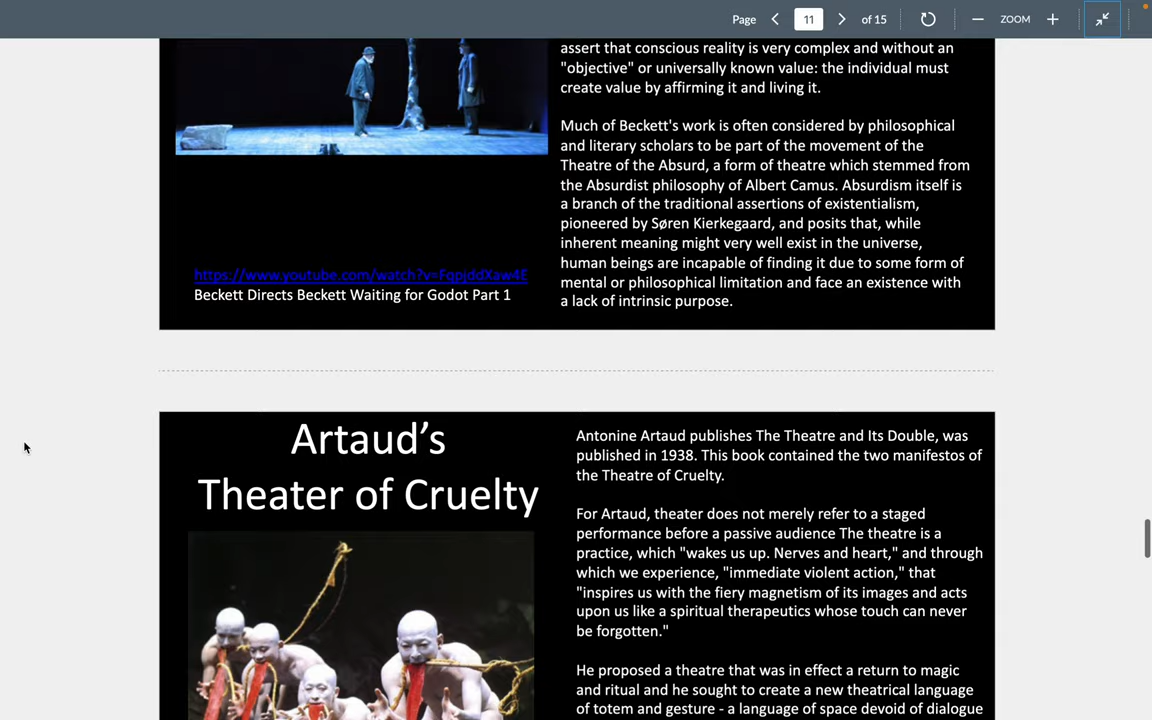 Page 11 of 15 ZOOM
assert that conscious reality is very complex and without an
"objective" or universally known value: the individual must
create value by affirming it and living it.
Much of Beckett's work is often considered by philosophical
and literary scholars to be part of the movement of the
Theatre of the Absurd, a form of theatre which stemmed from
the Absurdist philosophy of Albert Camus. Absurdism itself is
a branch of the traditional assertions of existentialism,
pioneered by Søren Kierkegaard, and posits that, while
inherent meaning might very well exist in the universe,
human beings are incapable of finding it due to some form of
mental or philosophical limitation and face an existence with
a lack of intrinsic purpose.
https://www.youtube.com/watch?v=FqpjddXaw4E
Beckett Directs Beckett Waiting for Godot Part 1
Artaud’s
Theater of Cruelty
Antonine Artaud publishes The Theatre and Its Double, was
published in 1938. This book contained the two manifestos of
the Theatre of Cruelty.
For Artaud, theater does not merely refer to a staged
performance before a passive audience The theatre is a
practice, which "wakes us up. Nerves and heart," and through
which we experience, "immediate violent action," that
"inspires us with the fiery magnetism of its images and acts
upon us like a spiritual therapeutics whose touch can never
be forgotten."
He proposed a theatre that was in effect a return to magic
and ritual and he sought to create a new theatrical language
of totem and gesture - a language of space devoid of dialogue